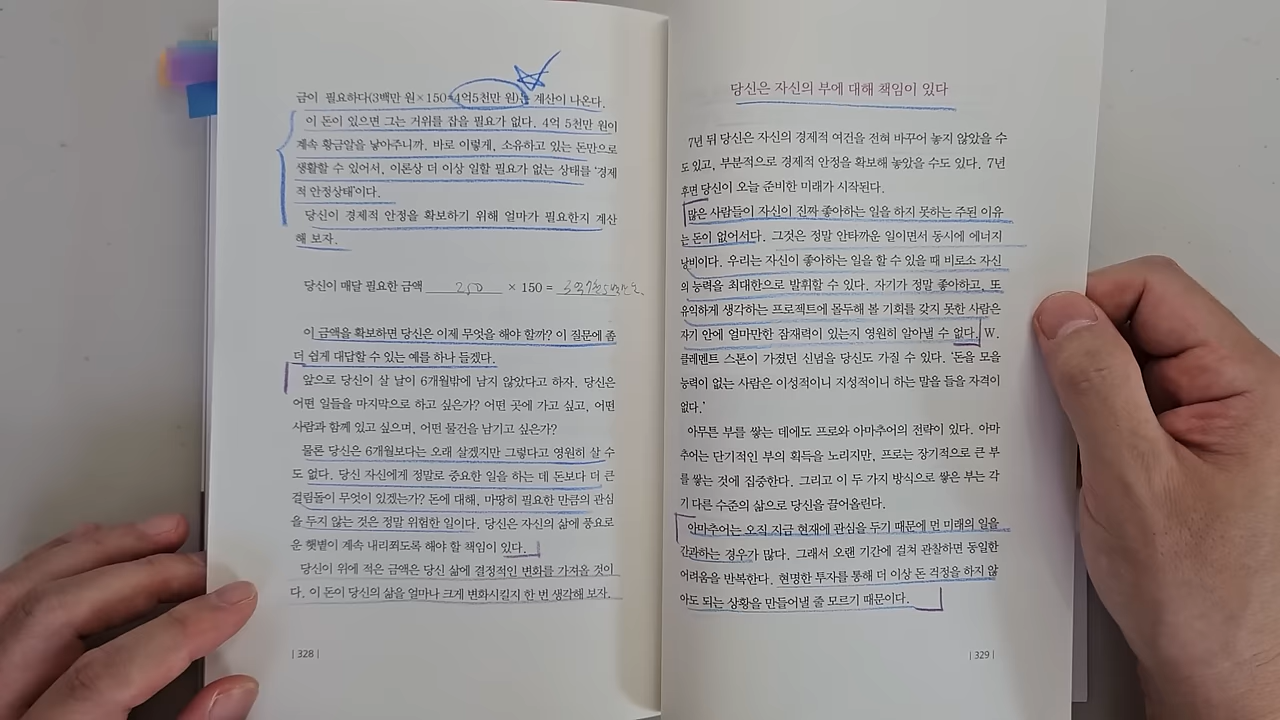 금이 필요하다(3백만 원×150=4억5천만 원)는 계산이 나온다.
이 돈이 있으면 그는 거위를 잡을 필요가 없다. 4억 5천만 원이
계속 황금알을 낳아주니까. 바로 이렇게, 소유하고 있는 돈만으로
생활할 수 있어서, 이론상 더 이상 일할 필요가 없는 상태를 '경제
적 안정상태'이다.
당신이 경제적 안정을 확보하기 위해 얼마가 필요한지 계산
해 보자.
당신이 매달 필요한 금액 250 × 150 = 3억7천5백만원
이 금액을 확보하면 당신은 이제 무엇을 해야 할까? 이 질문에 좀
더 쉽게 대답할 수 있는 예를 하나 들겠다.
앞으로 당신이 살 날이 6개월밖에 남지 않았다고 하자. 당신은
어떤 일들을 마지막으로 하고 싶은가? 어떤 곳에 가고 싶고, 어떤
사람과 함께 있고 싶으며, 어떤 물건을 남기고 싶은가?
물론 당신은 6개월보다는 오래 살겠지만 그렇다고 영원히 살 수
도 없다. 당신 자신에게 정말로 중요한 일을 하는 데 돈보다 더 큰
걸림돌이 무엇이 있겠는가? 돈에 대해, 마땅히 필요한 만큼의 관심
을 두지 않는 것은 정말 위험한 일이다. 당신은 자신의 삶에 풍요로
운 햇볕이 계속 내리쬐도록 해야 할 책임이 있다.
당신이 위에 적은 금액은 당신 삶에 결정적인 변화를 가져올 것이
다. 이 돈이 당신의 삶을 얼마나 크게 변화시킬지 한 번 생각해 보자.
| 328 |
당신은 자신의 부에 대해 책임이 있다
7년 뒤 당신은 자신의 경제적 여건을 전혀 바꾸어 놓지 않았을 수
도 있고, 부분적으로 경제적 안정을 확보해 놓았을 수도 있다. 7년
후면 당신이 오늘 준비한 미래가 시작된다.
많은 사람들이 자신이 진짜 좋아하는 일을 하지 못하는 주된 이유
는 돈이 없어서다. 그것은 정말 안타까운 일이면서 동시에 에너지
낭비이다. 우리는 자신이 좋아하는 일을 할 수 있을 때 비로소 자신
의 능력을 최대한으로 발휘할 수 있다. 자기가 정말 좋아하고, 또
유익하게 생각하는 프로젝트에 몰두해 볼 기회를 갖지 못한 사람은
자기 안에 얼마만한 잠재력이 있는지 영원히 알아낼 수 없다. W.
클레멘트 스톤이 가졌던 신념을 당신도 가질 수 있다. '돈을 모을
능력이 없는 사람은 이성적이니 지성적이니 하는 말을 들을 자격이
없다.'
아무튼 부를 쌓는 데에도 프로와 아마추어의 전략이 있다. 아마
추어는 단기적인 부의 획득을 노리지만, 프로는 장기적으로 큰 부
를 쌓는 것에 집중한다. 그리고 이 두 가지 방식으로 쌓은 부는 각
기 다른 수준의 삶으로 당신을 끌어올린다.
아마추어는 오직 지금 현재에 관심을 두기 때문에 먼 미래의 일을
간과하는 경우가 많다. 그래서 오랜 기간에 걸쳐 관찰하면 동일한
어려움을 반복한다. 현명한 투자를 통해 더 이상 돈 걱정을 하지 않
아도 되는 상황을 만들어낼 줄 모르기 때문이다.
| 329 |